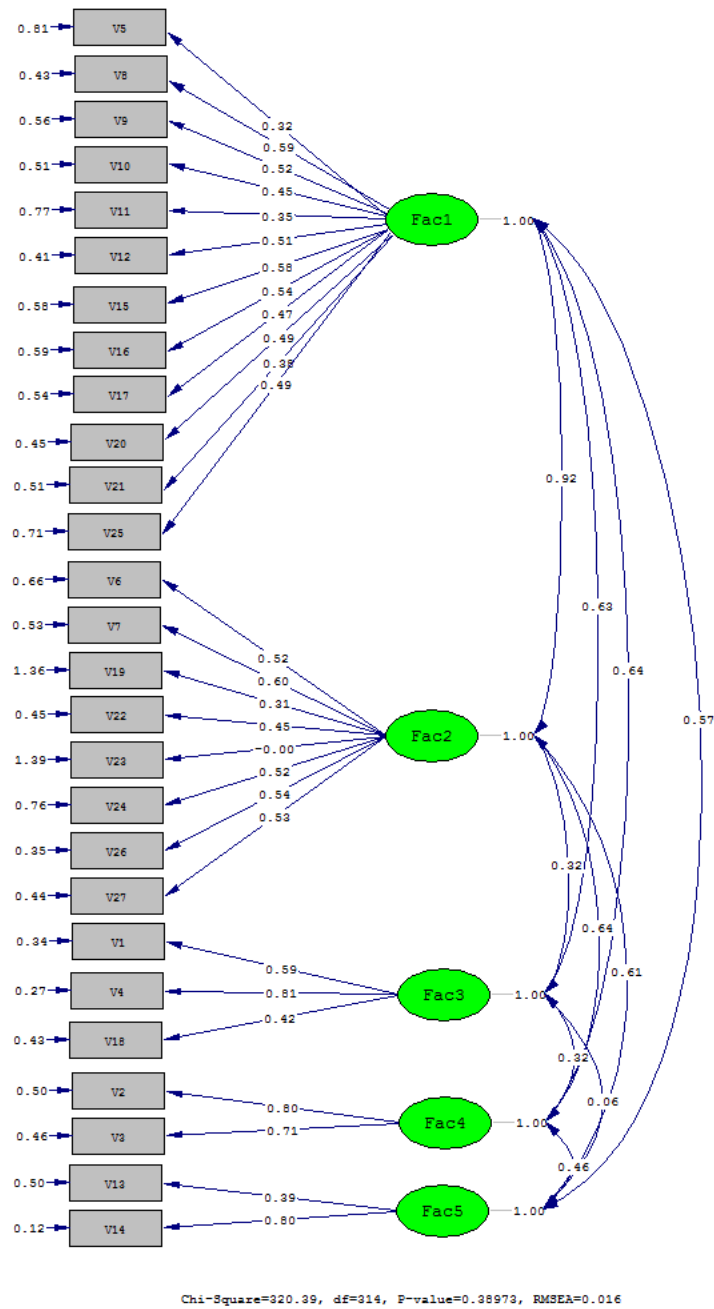 0.81 V5
0.43 V8
0.56 V9
0.51 V10
0.77 V11
0.41 V12
0.58 V15
0.59 V16
0.54 V17
0.45 V20
0.51 V21
0.71 V25
0.66 V6
0.53 V7
1.36 V19
0.45 V22
1.39 V23
0.76 V24
0.35 V26
0.44 V27
0.34 V1
0.27 V4
0.43 V18
0.50 V2
0.46 V3
0.50 V13
0.12 V14
0.32
0.59
0.52
0.45
0.35
0.51
0.58
0.54
0.47
0.49
0.38
0.49
0.52
0.60
0.31
0.45
-0.00
0.52
0.54
0.53
0.59
0.81
0.42
0.80
0.71
0.39
0.80
Fac1 1.00
Fac2 1.00
Fac3 1.00
Fac4 1.00
Fac5 1.00
0.92
0.63
0.64
0.57
0.32
0.64
0.61
0.32
0.06
0.46
Chi-Square=320.39, df=314, P-value=0.38973, RMSEA=0.016